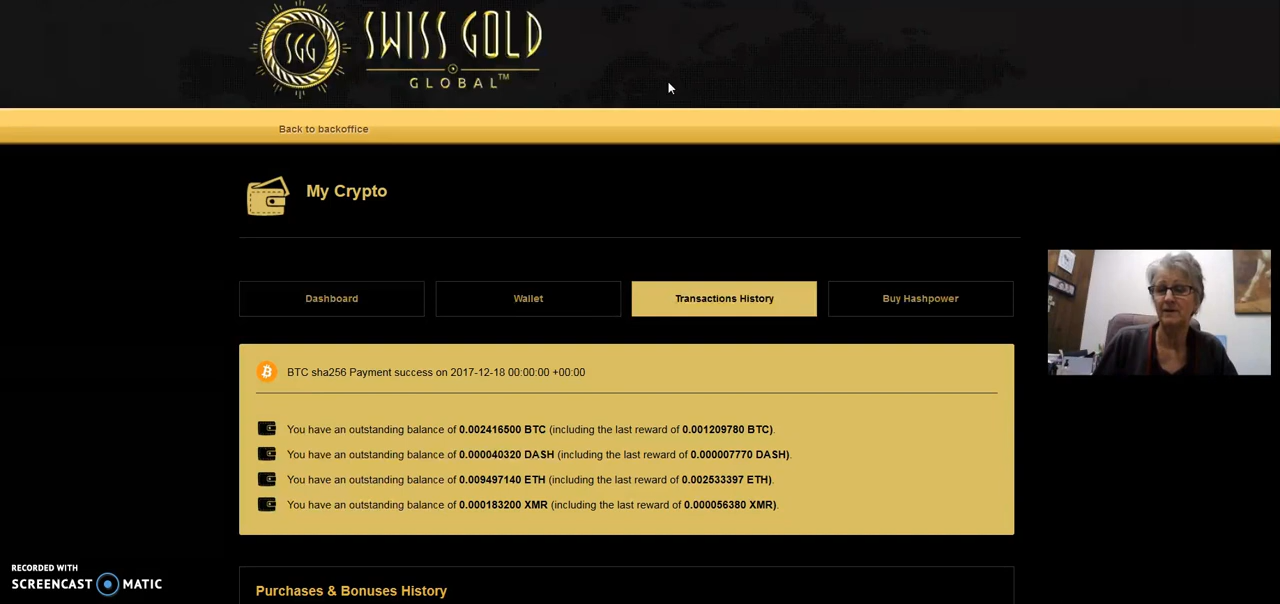 SGG
SWISS GOLD
GLOBAL™
Back to backoffice
My Crypto
Dashboard
Wallet
Transactions History
Buy Hashpower
BTC sha256 Payment success on 2017-12-18 00:00:00 +00:00
You have an outstanding balance of 0.002416500 BTC (including the last reward of 0.001209780 BTC).
You have an outstanding balance of 0.000040320 DASH (including the last reward of 0.000007770 DASH).
You have an outstanding balance of 0.009497140 ETH (including the last reward of 0.002533397 ETH).
You have an outstanding balance of 0.000183200 XMR (including the last reward of 0.000056380 XMR).
RECORDED WITH
SCREENCAST MATIC
Purchases & Bonuses History